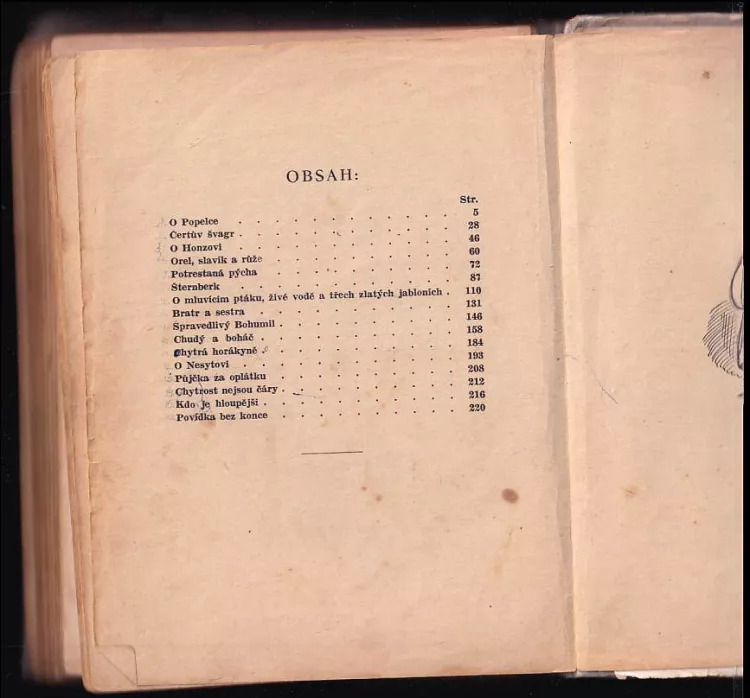 OBSAH:
Str.
O Popelce . . . . . . . . . . . . 5
Čertův švagr . . . . . . . . . . . . 28
O Honzovi . . . . . . . . . . . . 46
Orel, slavík a růže . . . . . . . . . . 60
Potrestaná pýcha . . . . . . . . . . 72
Šternberk . . . . . . . . . . . . 87
O mluvícím ptáku, živé vodě a třech zlatých jabloních . 110
Bratr a sestra . . . . . . . . . . . 131
Spravedlivý Bohumil . . . . . . . . . . 146
Chudý a boháč . . . . . . . . . . . 158
Chytrá horákyně . . . . . . . . . . . 184
O Nesytovi . . . . . . . . . . . . 193
Půjčka za oplátku . . . . . . . . . . 208
Chytrost nejsou čáry . . . . . . . . . . 212
Kdo je hloupější . . . . . . . . . . . 216
Povídka bez konce . . . . . . . . . . 220